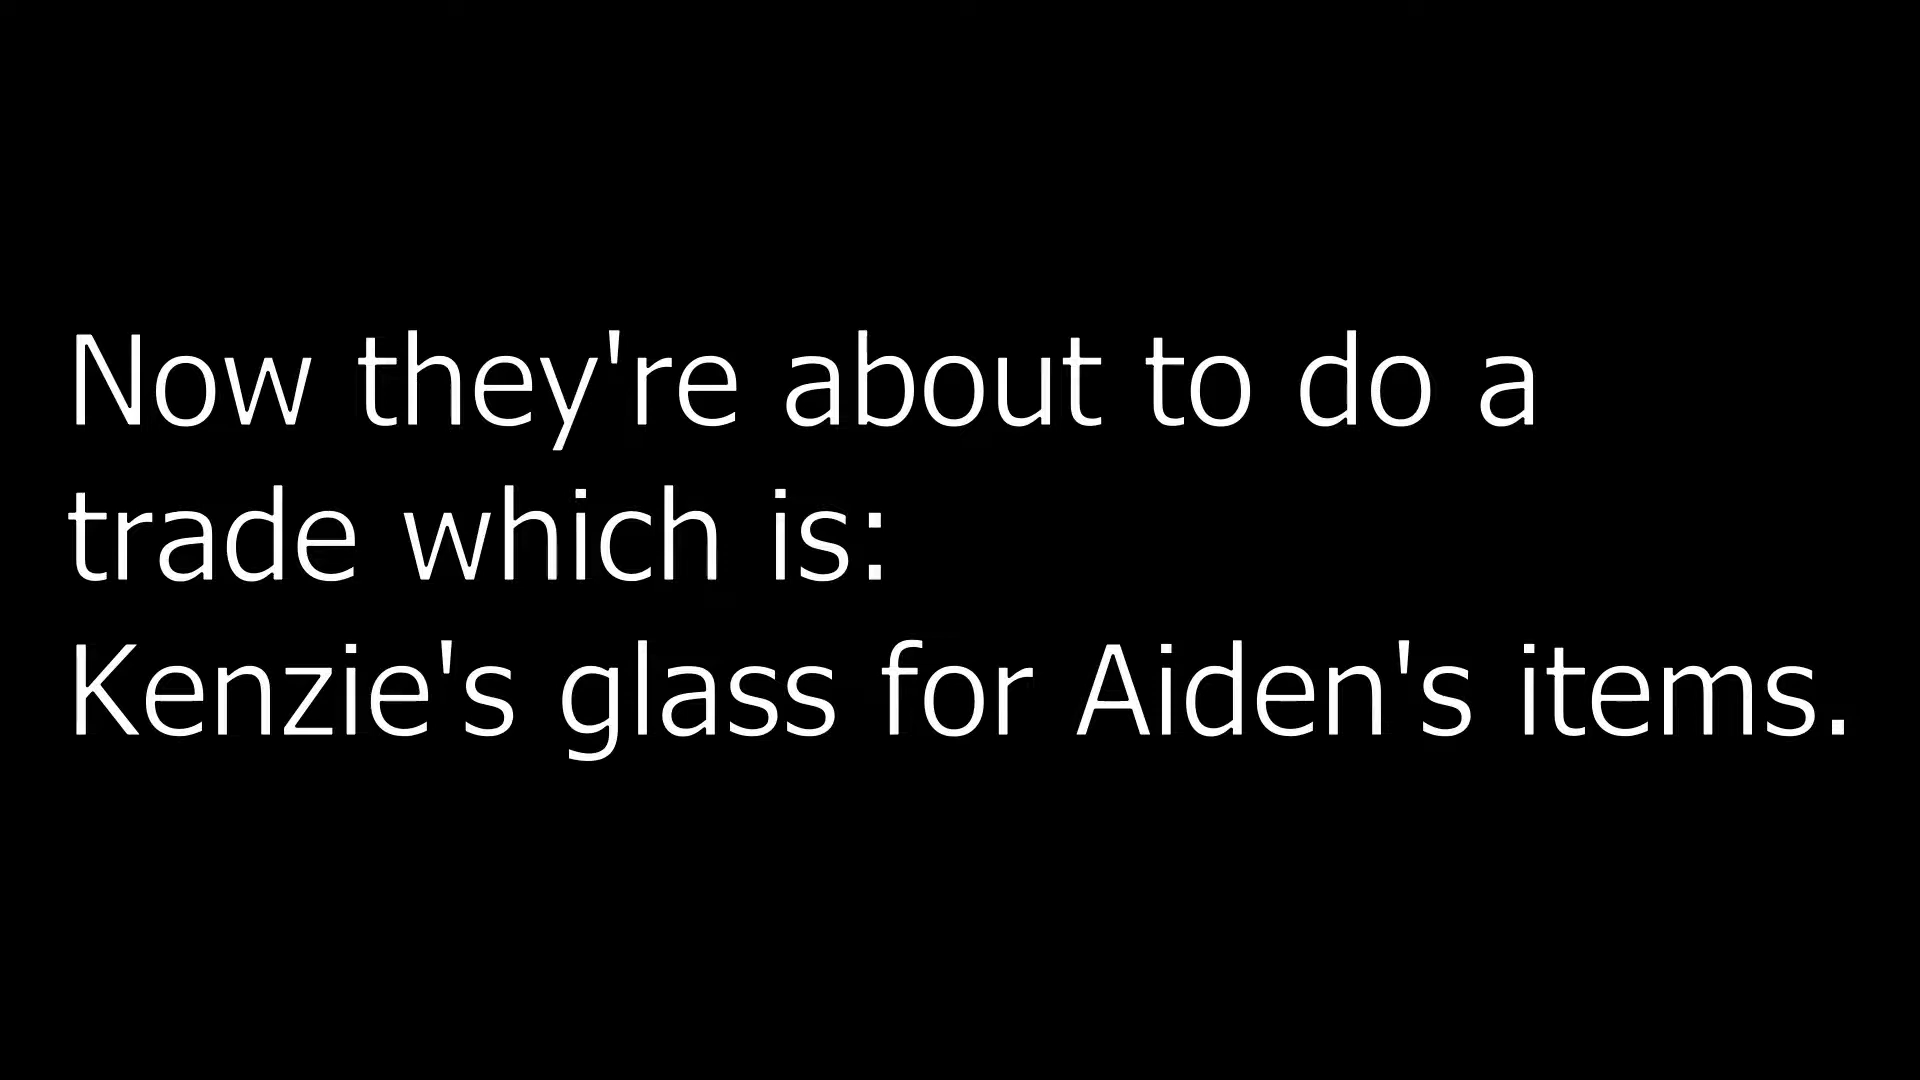 Now they're about to do a
trade which is:
Kenzie's glass for Aiden's items.